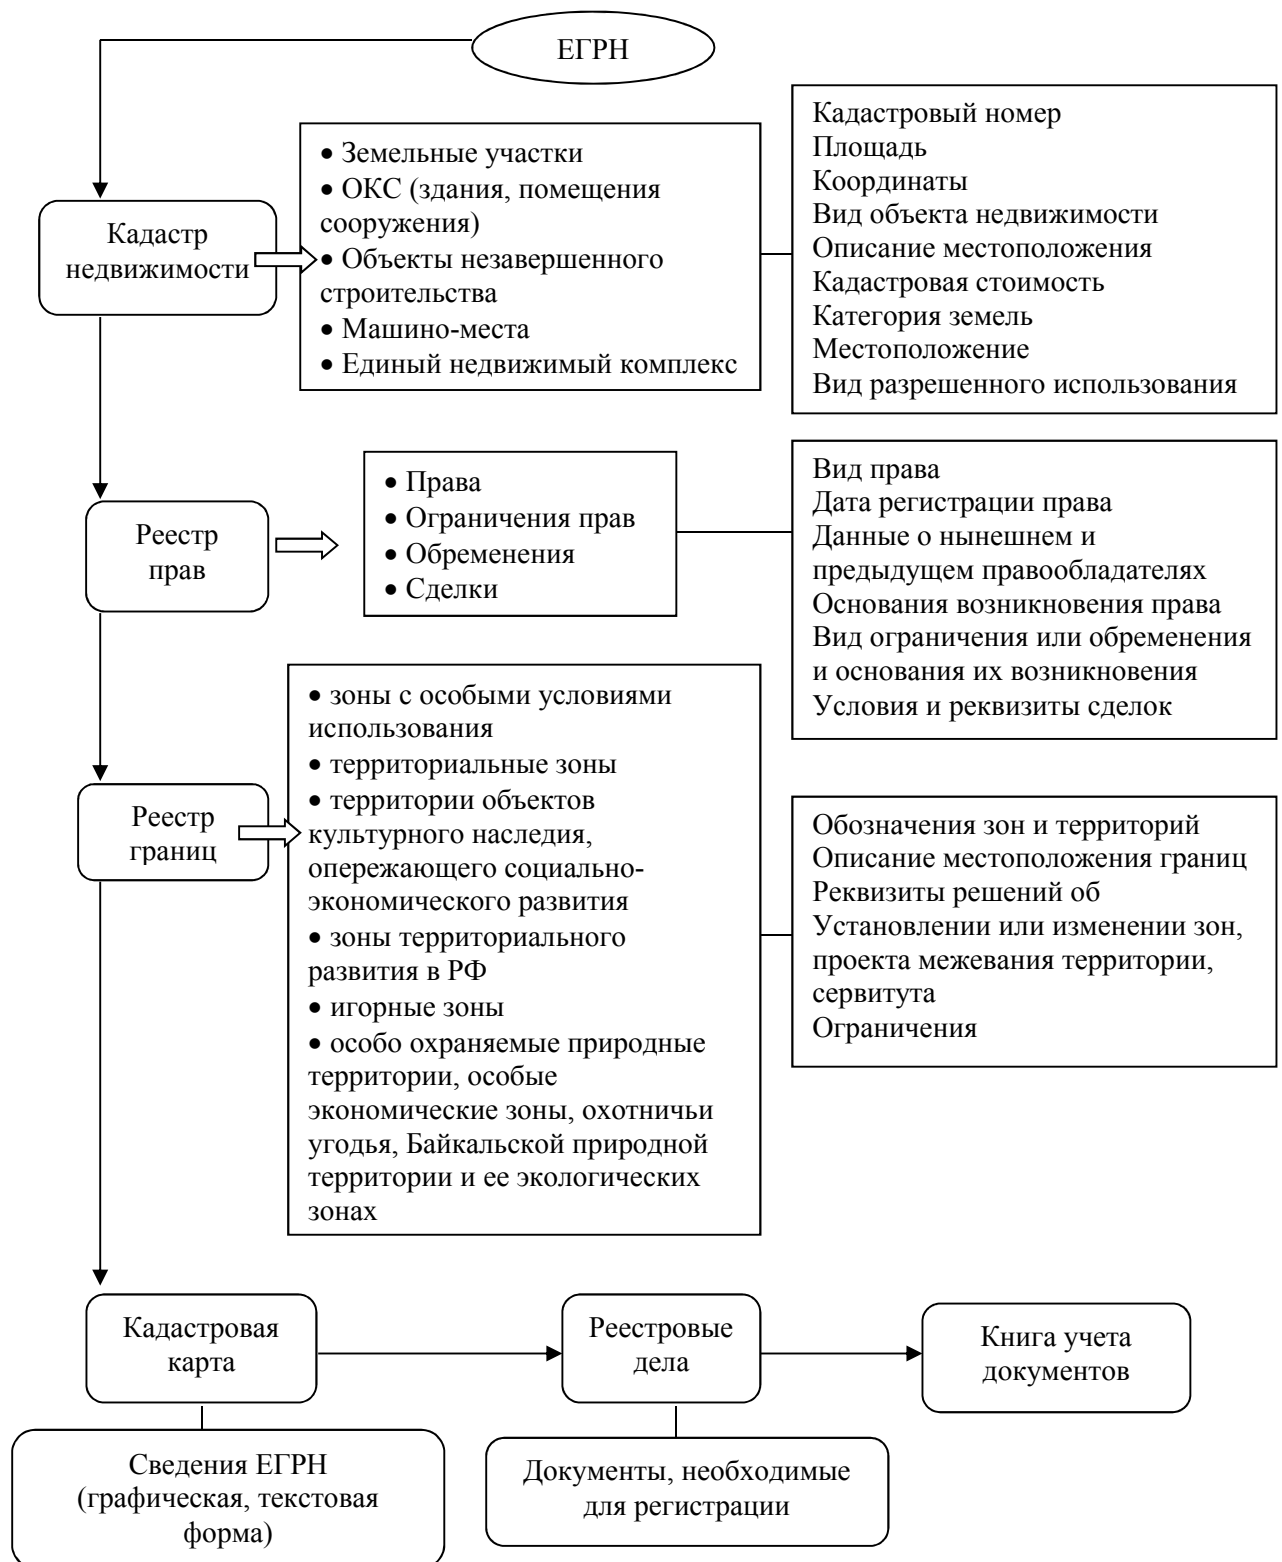 ЕГРН
Кадастр
недвижимости
• Земельные участки
• ОКС (здания, помещения
сооружения)
• Объекты незавершенного
строительства
• Машино-места
• Единый недвижимый комплекс
Кадастровый номер
Площадь
Координаты
Вид объекта недвижимости
Описание местоположения
Кадастровая стоимость
Категория земель
Местоположение
Вид разрешенного использования
Реестр
прав
• Права
• Ограничения прав
• Обременения
• Сделки
Вид права
Дата регистрации права
Данные о нынешнем и
предыдущем правообладателях
Основания возникновения права
Вид ограничения или обременения
и основания их возникновения
Условия и реквизиты сделок
Реестр
границ
• зоны с особыми условиями
использования
• территориальные зоны
• территории объектов
культурного наследия,
опережающего социально-
экономического развития
• зоны территориального
развития в РФ
• игорные зоны
• особо охраняемые природные
территории, особые
экономические зоны, охотничьи
угодья, Байкальской природной
территории и ее экологических
зонах
Обозначения зон и территорий
Описание местоположения границ
Реквизиты решений об
Установлении или изменении зон,
проекта межевания территории,
сервитута
Ограничения
Кадастровая
карта
Реестровые
дела
Книга учета
документов
Сведения ЕГРН
(графическая, текстовая
форма)
Документы, необходимые
для регистрации